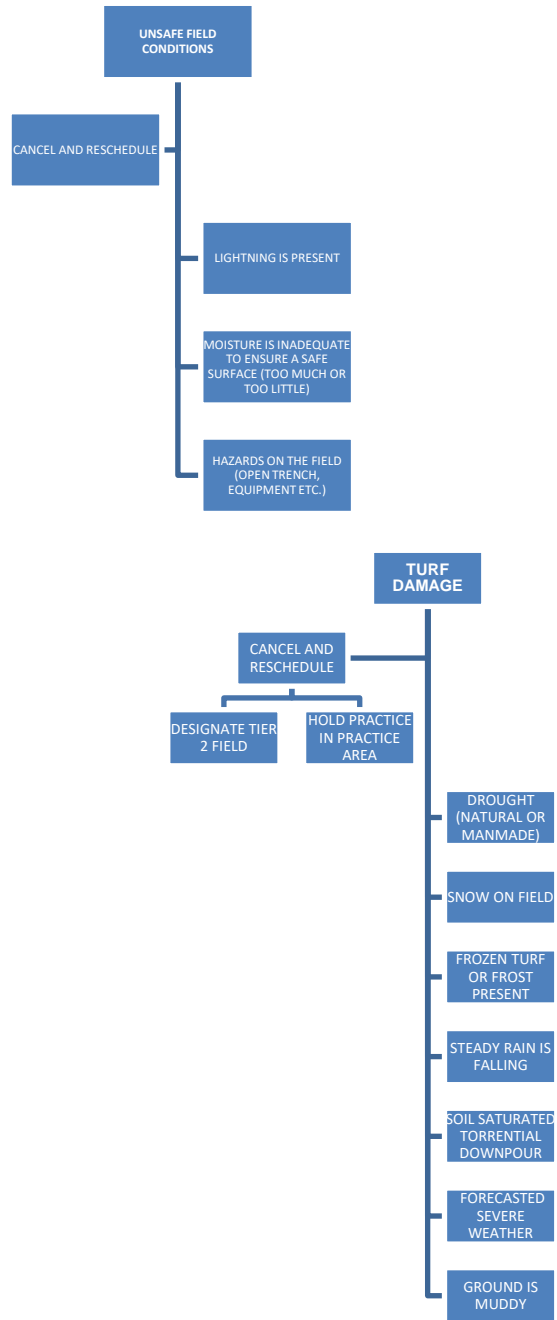 UNSAFE FIELD
CONDITIONS
CANCEL AND RESCHEDULE
LIGHTNING IS PRESENT
MOISTURE IS INADEQUATE
TO ENSURE A SAFE
SURFACE (TOO MUCH OR
TOO LITTLE)
HAZARDS ON THE FIELD
(OPEN TRENCH,
EQUIPMENT ETC.)
TURF
DAMAGE
CANCEL AND
RESCHEDULE
DESIGNATE TIER
2 FIELD
HOLD PRACTICE
IN PRACTICE
AREA
DROUGHT
(NATURAL OR
MANMADE)
SNOW ON FIELD
FROZEN TURF
OR FROST
PRESENT
STEADY RAIN IS
FALLING
SOIL SATURATED
TORRENTIAL
DOWNPOUR
FORECASTED
SEVERE
WEATHER
GROUND IS
MUDDY